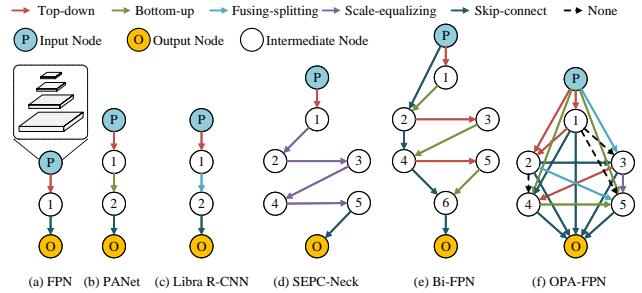 Top-down Bottom-up Fusing-splitting Scale-equalizing Skip-connect None
P Input Node O Output Node Intermediate Node
P 1 O
P 1 2 O
P 1 2 O
P 1 2 3 4 5 O
P 1 2 3 4 5 6 O
P 1 2 3 4 5 O
(a) FPN (b) PANet (c) Libra R-CNN (d) SEPC-Neck (e) Bi-FPN (f) OPA-FPN